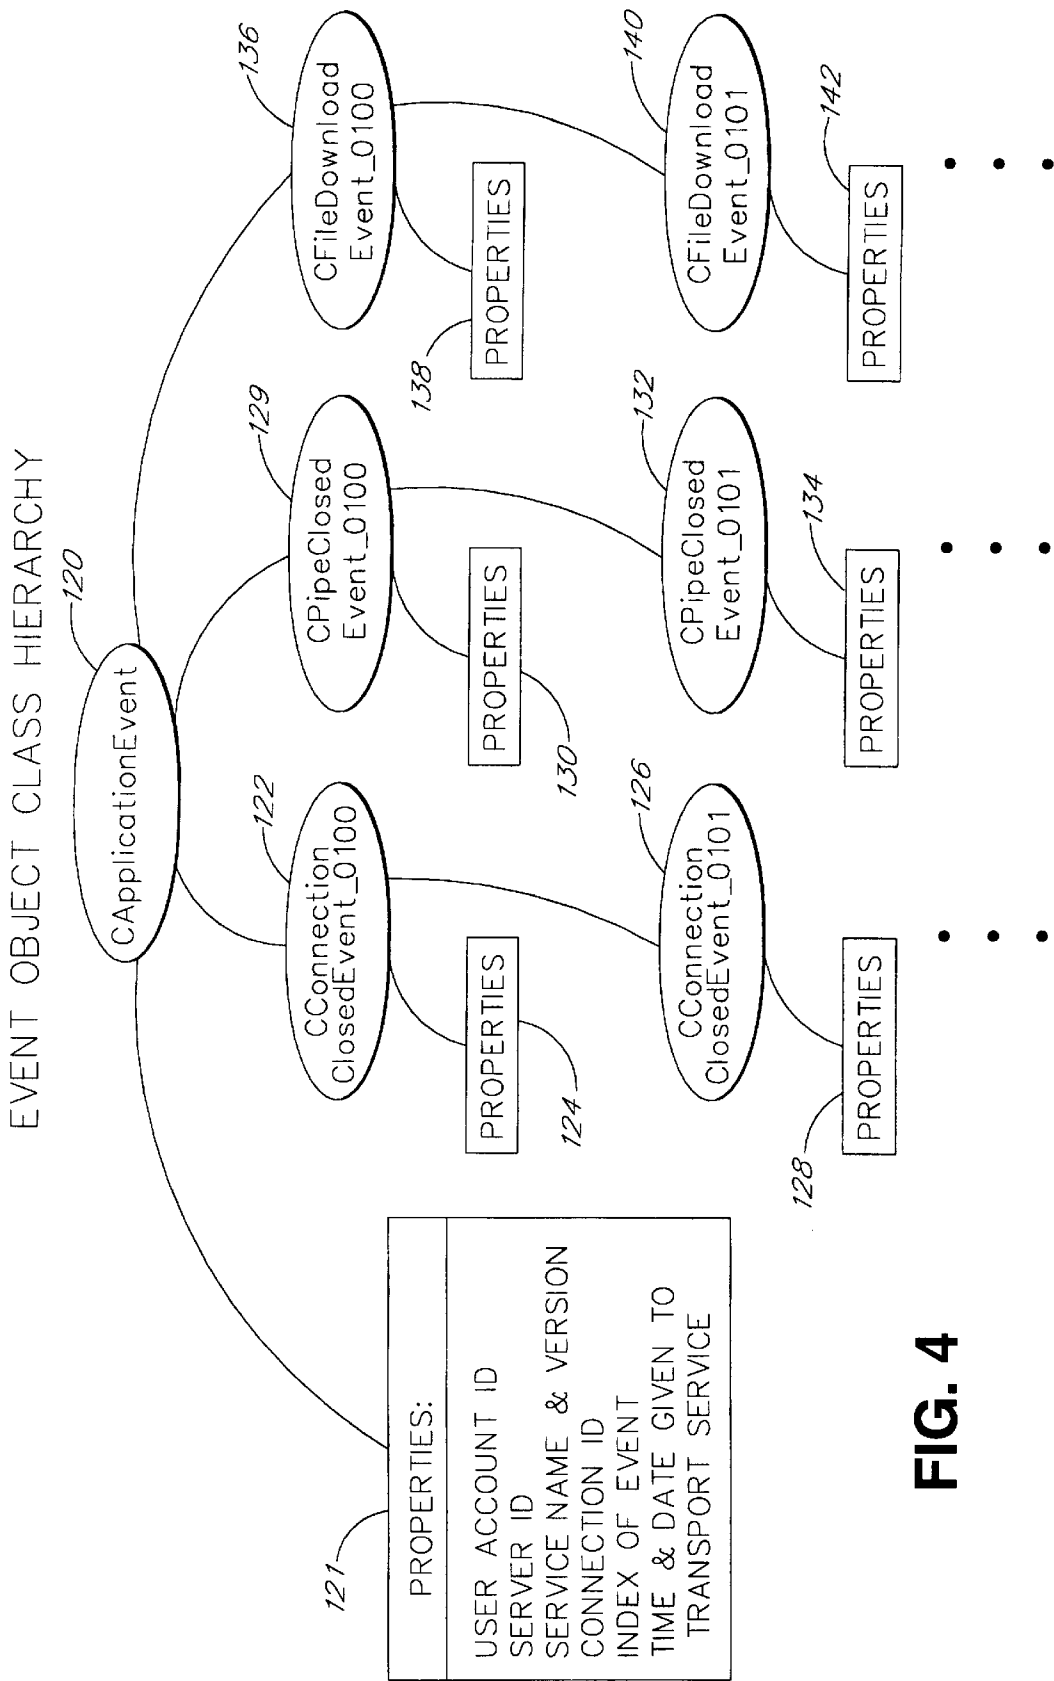 EVENT OBJECT CLASS HIERARCHY
120
CApplicationEvent
121
PROPERTIES:
USER ACCOUNT ID
SERVER ID
SERVICE NAME & VERSION
CONNECTION ID
INDEX OF EVENT
TIME & DATE GIVEN TO
TRANSPORT SERVICE
122
CConnection
ClosedEvent_0100
PROPERTIES
124
126
CConnection
ClosedEvent_0101
PROPERTIES
128
129
CPipeClosed
Event_0100
PROPERTIES
130
132
CPipeClosed
Event_0101
PROPERTIES
134
136
CFileDownload
Event_0100
PROPERTIES
138
140
CFileDownload
Event_0101
PROPERTIES
142
FIG. 4